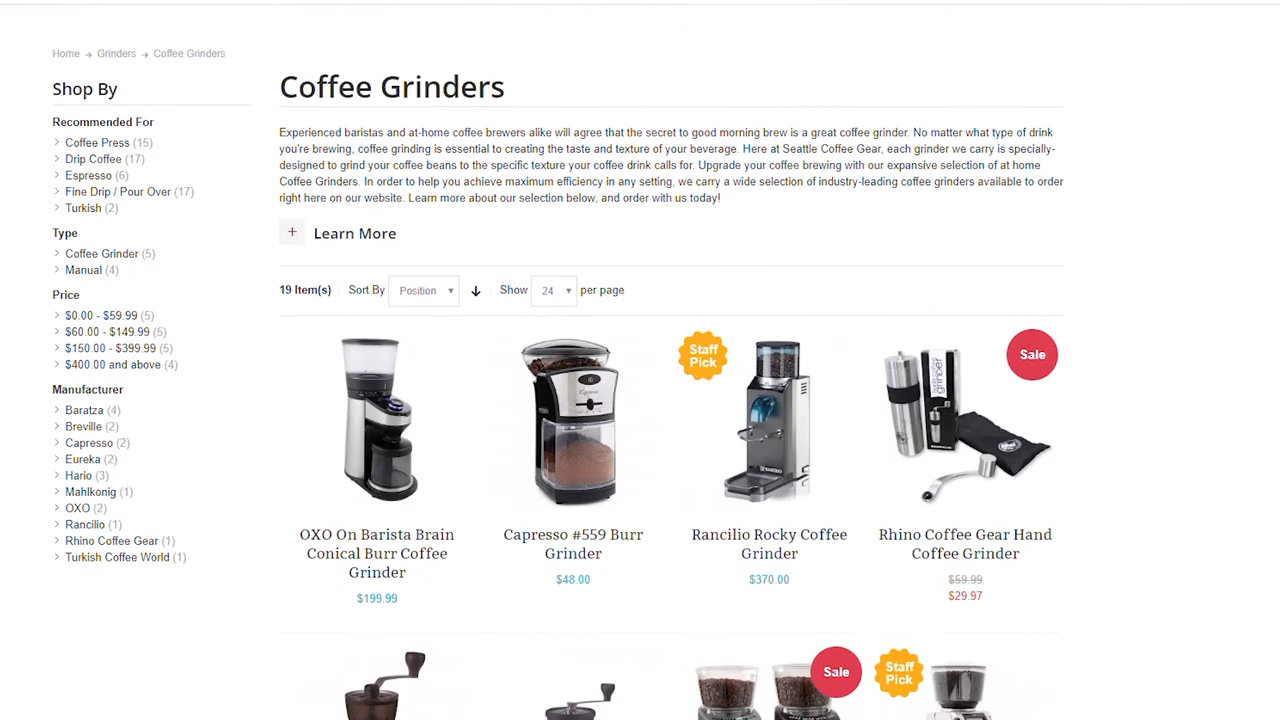 Home → Grinders → Coffee Grinders
Shop By
Recommended For
Coffee Press (15)
Drip Coffee (17)
Espresso (6)
Fine Drip / Pour Over (17)
Turkish (2)
Type
Coffee Grinder (5)
Manual (4)
Price
$0.00 - $59.99 (5)
$60.00 - $149.99 (5)
$150.00 - $399.99 (5)
$400.00 and above (4)
Manufacturer
Baratza (4)
Breville (2)
Capresso (2)
Eureka (2)
Hario (3)
Mahlkonig (1)
OXO (2)
Rancilio (1)
Rhino Coffee Gear (1)
Turkish Coffee World (1)
Coffee Grinders
Experienced baristas and at-home coffee brewers alike will agree that the secret to good morning brew is a great coffee grinder. No matter what type of drink
you're brewing, coffee grinding is essential to creating the taste and texture of your beverage. Here at Seattle Coffee Gear, each grinder we carry is specially-
designed to grind your coffee beans to the specific texture your coffee drink calls for. Upgrade your coffee brewing with our expansive selection of at home
Coffee Grinders. In order to help you achieve maximum efficiency in any setting, we carry a wide selection of industry-leading coffee grinders available to order
right here on our website. Learn more about our selection below, and order with us today!
+ Learn More
19 Item(s) Sort By Position Show 24 per page
Staff
Pick
Sale
OXO On Barista Brain
Conical Burr Coffee
Grinder
$199.99
Capresso #559 Burr
Grinder
$48.00
Rancilio Rocky Coffee
Grinder
$370.00
Rhino Coffee Gear Hand
Coffee Grinder
$59.99
$29.97
Sale
Staff
Pick